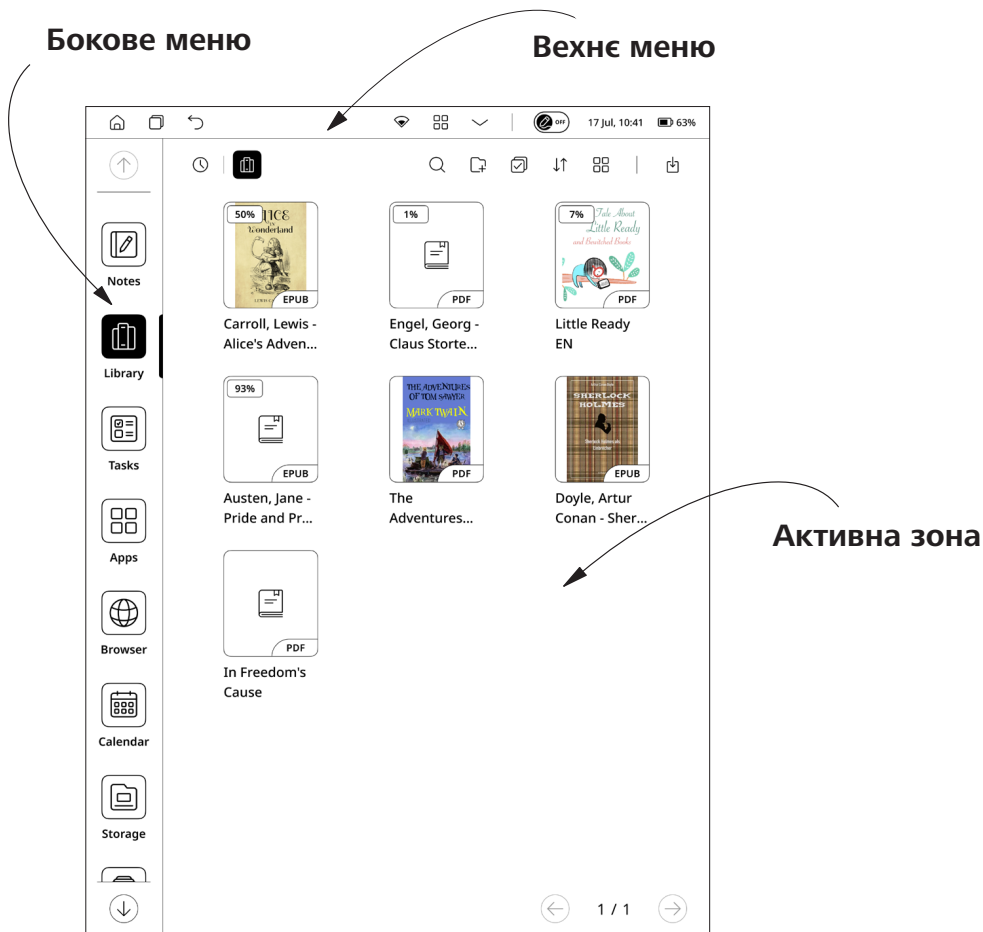 Бокове меню
Вехнє меню
OFF
17 Jul, 10:41
63%
Notes
Library
Tasks
Apps
Browser
Calendar
Storage
50%
ALICE
IN
Wonderland
EPUB
Carroll, Lewis -
Alice's Adven...
1%
PDF
Engel, Georg -
Claus Storte...
7%
Tale About
Little Ready
and Bewitched Books
PDF
Little Ready
EN
93%
EPUB
Austen, Jane -
Pride and Pr...
THE ADVENTURES
OF TOM SAWYER
MARK TWAIN
PDF
The
Adventures...
SHERLOCK
HOLMES
EPUB
Doyle, Artur
Conan - Sher...
Активна зона
PDF
In Freedom's
Cause
1 / 1